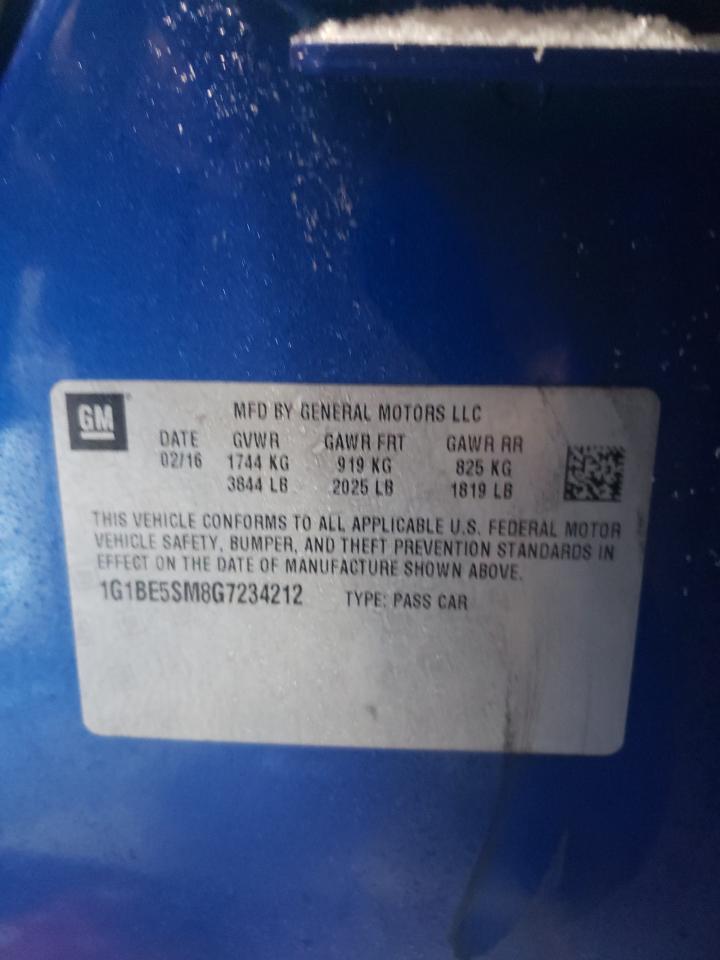 GM MFD BY GENERAL MOTORS LLC
DATE GVWR GAWR FRT GAWR RR
02/16 1744 KG 919 KG 825 KG
3844 LB 2025 LB 1819 LB
THIS VEHICLE CONFORMS TO ALL APPLICABLE U.S. FEDERAL MOTOR
VEHICLE SAFETY, BUMPER, AND THEFT PREVENTION STANDARDS IN
EFFECT ON THE DATE OF MANUFACTURE SHOWN ABOVE.
1G1BE5SM8G7234212 TYPE: PASS CAR